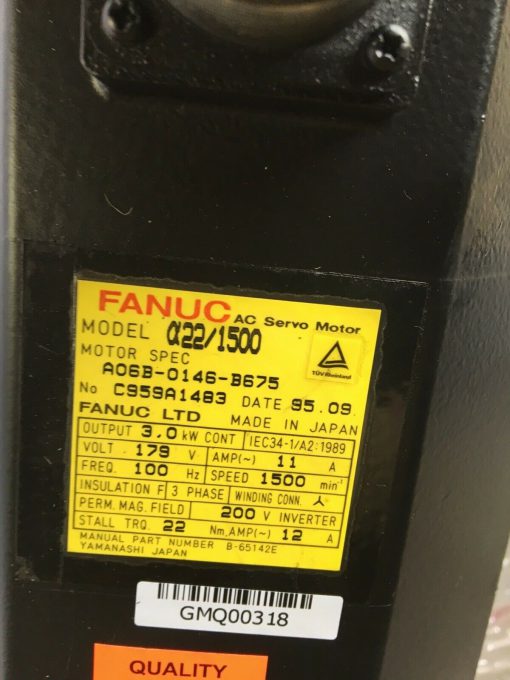 FANUC AC Servo Motor
MODEL α22/1500
MOTOR SPEC
A06B-0146-B675
No C959A1483 DATE 95.09.
FANUC LTD MADE IN JAPAN
OUTPUT 3.0 kW CONT IEC34-1/A2:1989
VOLT. 179 V AMP(~) 11 A
FREQ. 100 Hz SPEED 1500 min⁻¹
INSULATION F 3 PHASE WINDING CONN. 人
PERM. MAG. FIELD 200 V INVERTER
STALL TRQ. 22 Nm,AMP(~) 12 A
MANUAL PART NUMBER B-65142E
YAMANASHI JAPAN
TÜV Rheinland
GMQ00318
QUALITY